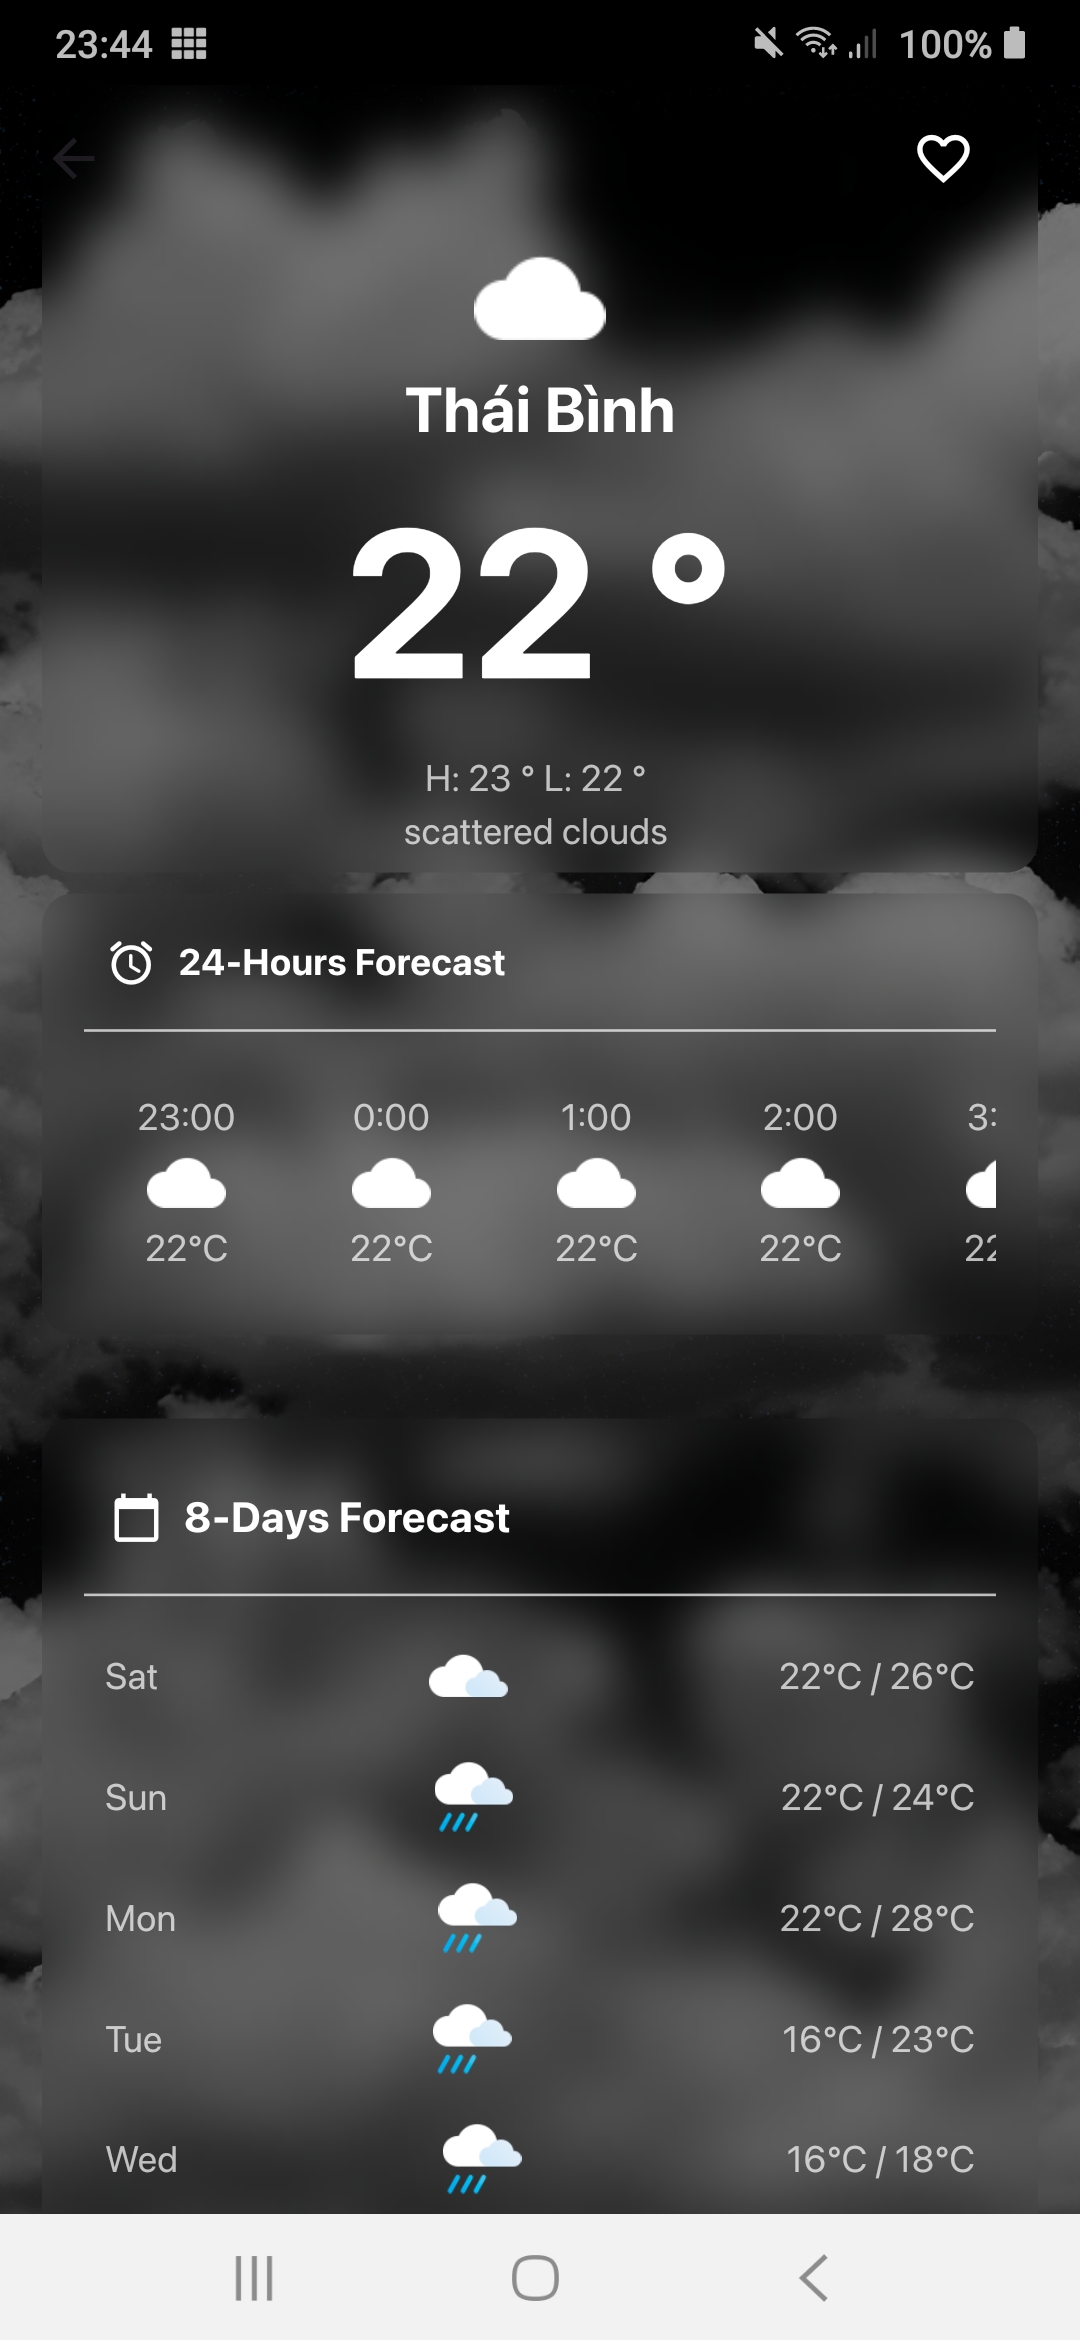 23:44 100%
Thái Bình
22 °
H: 23 ° L: 22 °
scattered clouds
24-Hours Forecast
23:00 0:00 1:00 2:00 3:
22°C 22°C 22°C 22°C 22
8-Days Forecast
Sat 22°C / 26°C
Sun 22°C / 24°C
Mon 22°C / 28°C
Tue 16°C / 23°C
Wed 16°C / 18°C